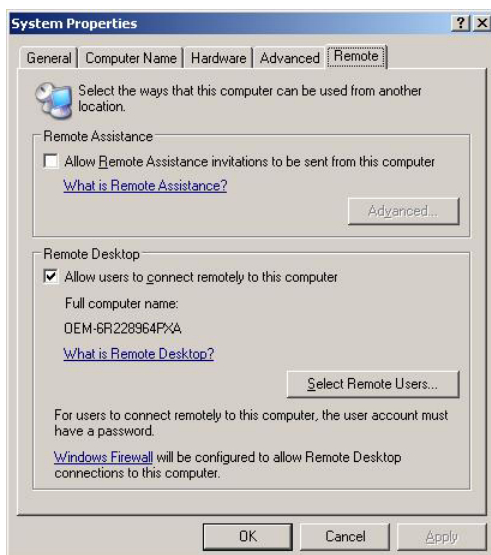 System Properties
General Computer Name Hardware Advanced Remote
Select the ways that this computer can be used from another
location.
Remote Assistance
Allow Remote Assistance invitations to be sent from this computer
What is Remote Assistance?
Advanced...
Remote Desktop
Allow users to connect remotely to this computer
Full computer name:
OEM-6R228964PXA
What is Remote Desktop?
Select Remote Users...
For users to connect remotely to this computer, the user account must
have a password.
Windows Firewall will be configured to allow Remote Desktop
connections to this computer.
OK Cancel Apply